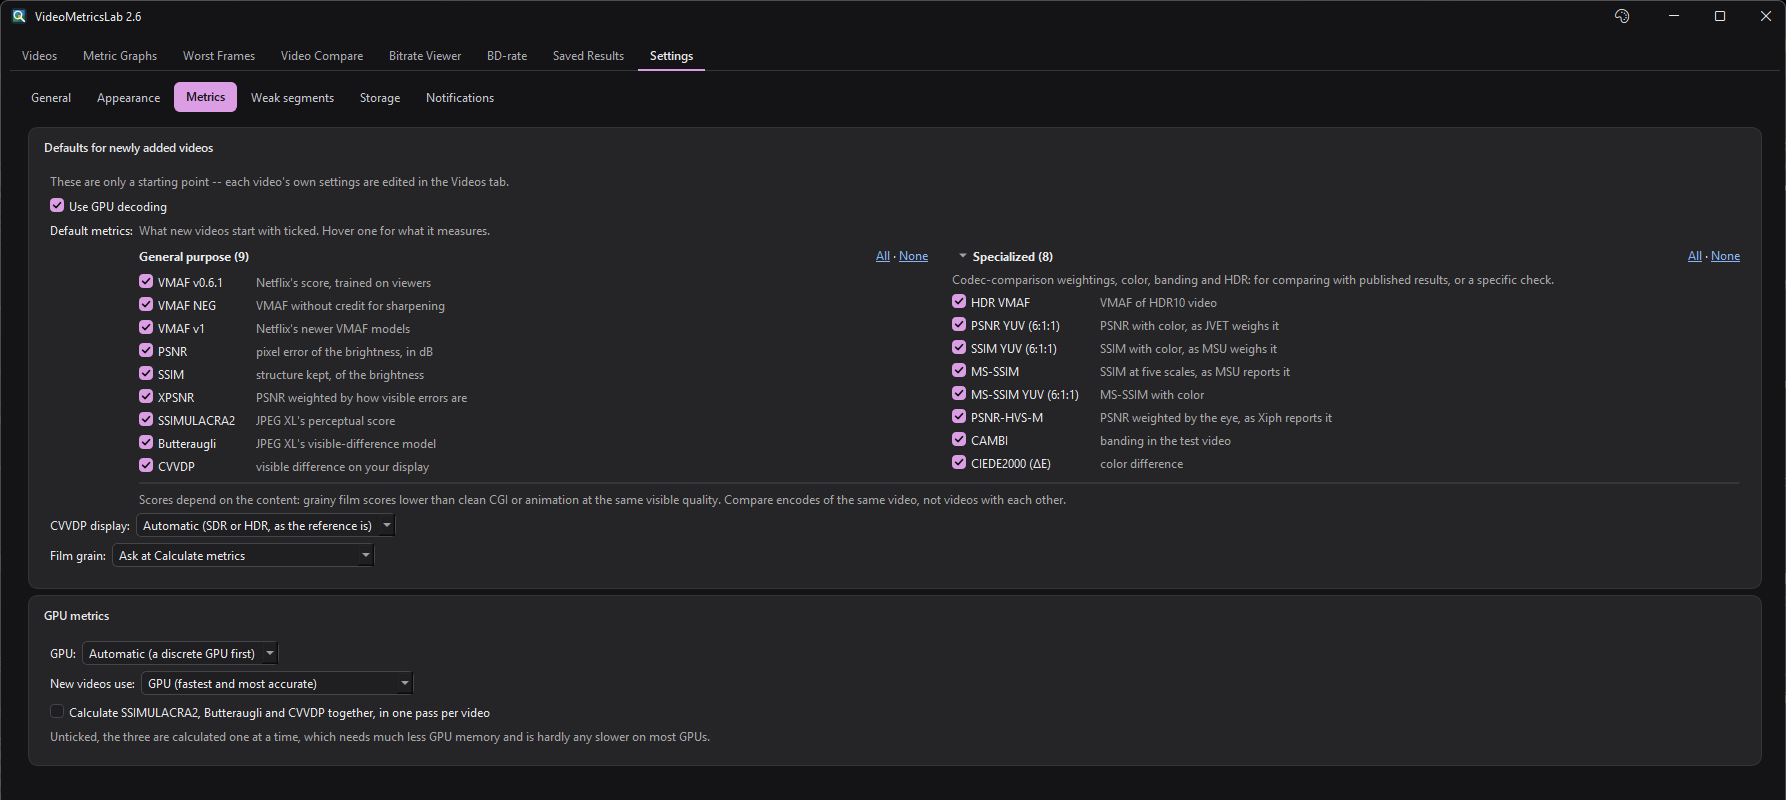 VideoMetricsLab 2.6
Videos Metric Graphs Worst Frames Video Compare Bitrate Viewer BD-rate Saved Results Settings
General Appearance Metrics Weak segments Storage Notifications
Defaults for newly added videos
These are only a starting point -- each video's own settings are edited in the Videos tab.
Use GPU decoding
Default metrics: What new videos start with ticked. Hover one for what it measures.
General purpose (9) All · None
VMAF v0.6.1 Netflix's score, trained on viewers
VMAF NEG VMAF without credit for sharpening
VMAF v1 Netflix's newer VMAF models
PSNR pixel error of the brightness, in dB
SSIM structure kept, of the brightness
XPSNR PSNR weighted by how visible errors are
SSIMULACRA2 JPEG XL's perceptual score
Butteraugli JPEG XL's visible-difference model
CVVDP visible difference on your display
Specialized (8) All · None
Codec-comparison weightings, color, banding and HDR: for comparing with published results, or a specific check.
HDR VMAF VMAF of HDR10 video
PSNR YUV (6:1:1) PSNR with color, as JVET weighs it
SSIM YUV (6:1:1) SSIM with color, as MSU weighs it
MS-SSIM SSIM at five scales, as MSU reports it
MS-SSIM YUV (6:1:1) MS-SSIM with color
PSNR-HVS-M PSNR weighted by the eye, as Xiph reports it
CAMBI banding in the test video
CIEDE2000 (ΔE) color difference
Scores depend on the content: grainy film scores lower than clean CGI or animation at the same visible quality. Compare encodes of the same video, not videos with each other.
CVVDP display: Automatic (SDR or HDR, as the reference is)
Film grain: Ask at Calculate metrics
GPU metrics
GPU: Automatic (a discrete GPU first)
New videos use: GPU (fastest and most accurate)
Calculate SSIMULACRA2, Butteraugli and CVVDP together, in one pass per video
Unticked, the three are calculated one at a time, which needs much less GPU memory and is hardly any slower on most GPUs.